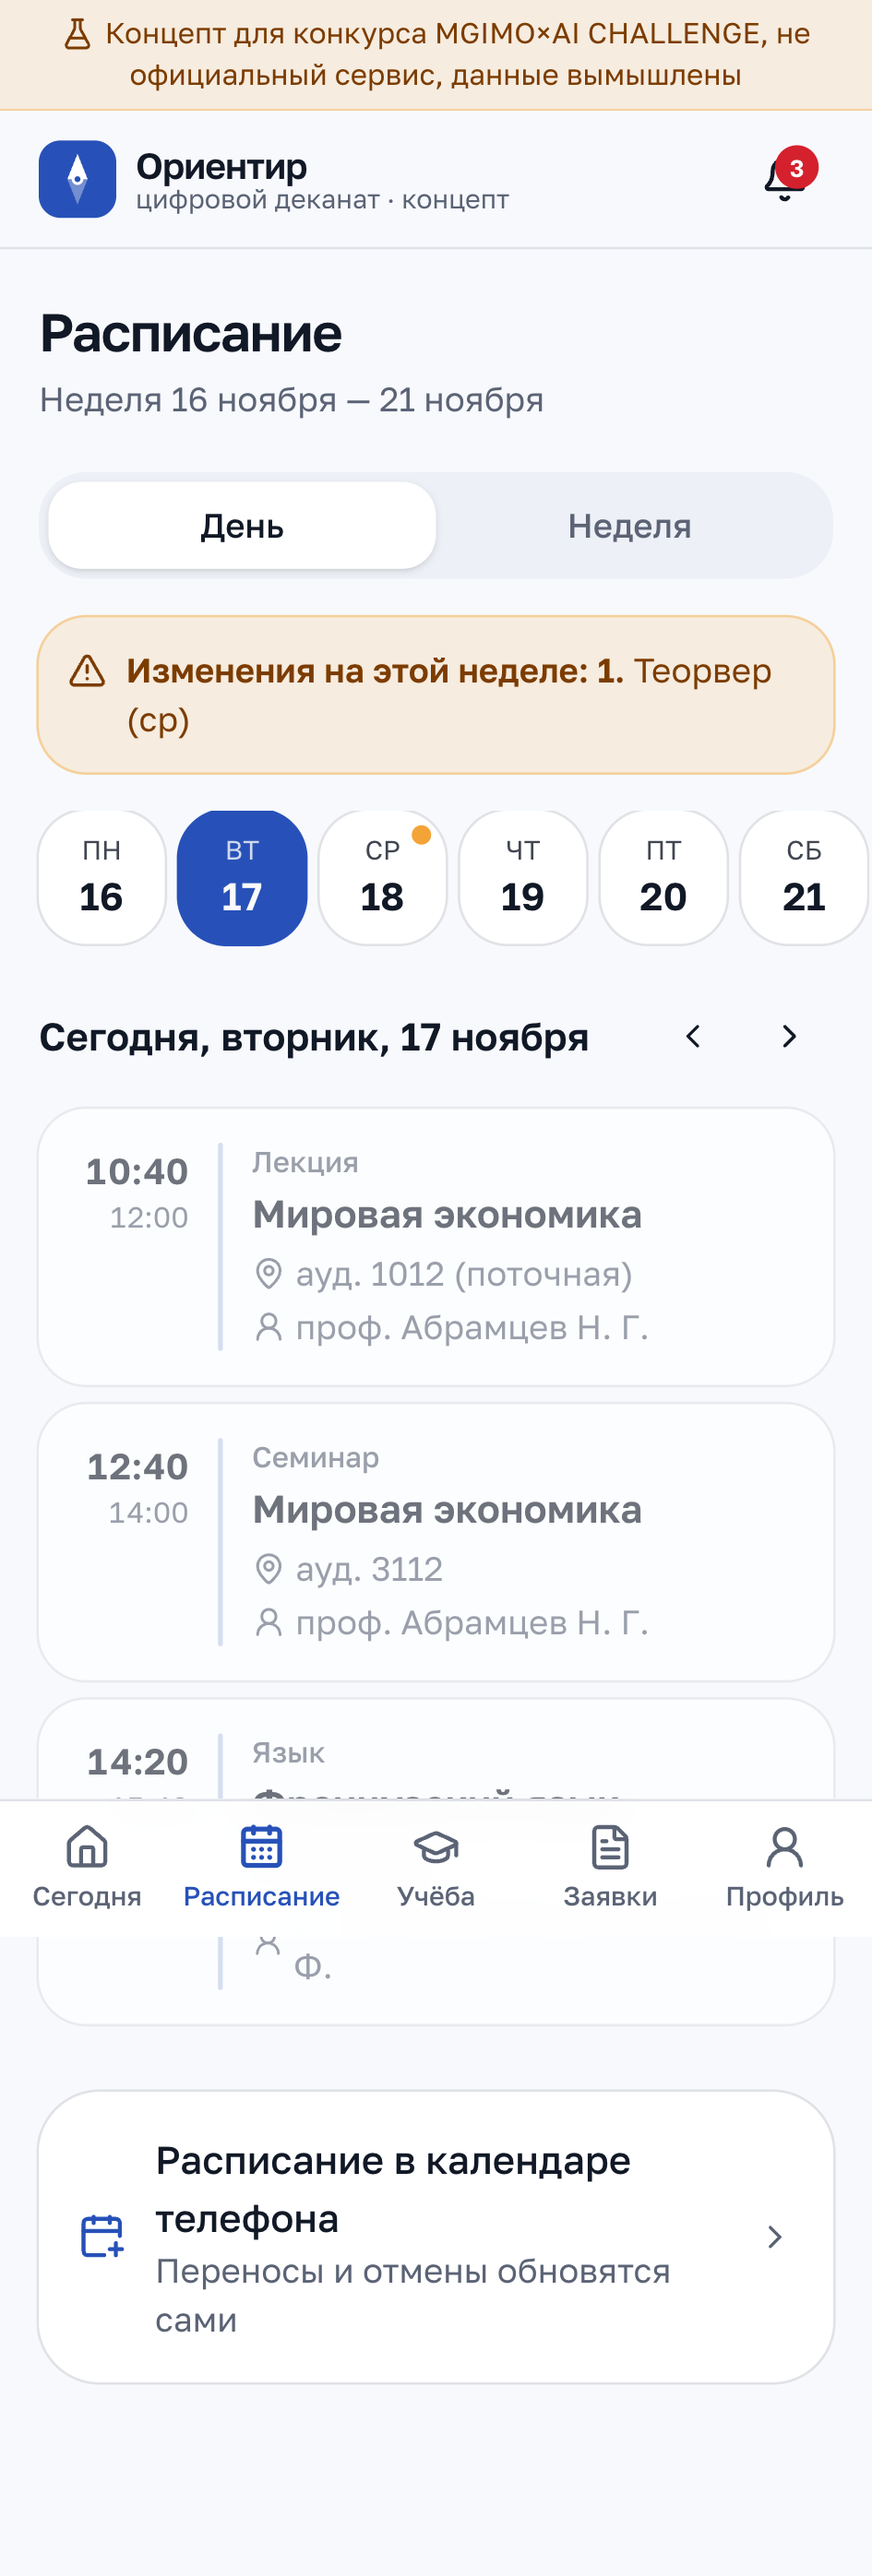 Концепт для конкурса MGIMO×AI CHALLENGE, не
официальный сервис, данные вымышлены
Ориентир
цифровой деканат · концепт
3
Расписание
Неделя 16 ноября — 21 ноября
День
Неделя
Изменения на этой неделе: 1. Теорвер
(ср)
ПН
16
ВТ
17
СР
18
ЧТ
19
ПТ
20
СБ
21
Сегодня, вторник, 17 ноября
10:40
12:00
Лекция
Мировая экономика
ауд. 1012 (поточная)
проф. Абрамцев Н. Г.
12:40
14:00
Семинар
Мировая экономика
ауд. 3112
проф. Абрамцев Н. Г.
14:20
Язык
Сегодня
Расписание
Учёба
Заявки
Профиль
Ф.
Расписание в календаре
телефона
Переносы и отмены обновятся
сами